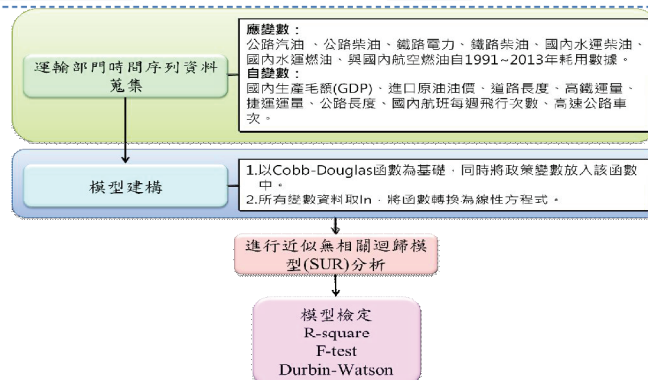 運輸部門時間序列資料
蒐集
應變數：
公路汽油、公路柴油、鐵路電力、鐵路柴油、國內水運柴油、
國內水運燃油、與國內航空燃油自1991~2013年耗用數據。
自變數：
國內生產毛額(GDP)、進口原油油價、道路長度、高鐵運量、
捷運運量、公路長度、國內航班每週飛行次數、高速公路車
次。
模型建構
1.以Cobb-Douglas函數為基礎，同時將政策變數放入該函數
中。
2.所有變數資料取ln，將函數轉換為線性方程式。
進行近似無相關迴歸模
型(SUR)分析
模型檢定
R-square
F-test
Durbin-Watson